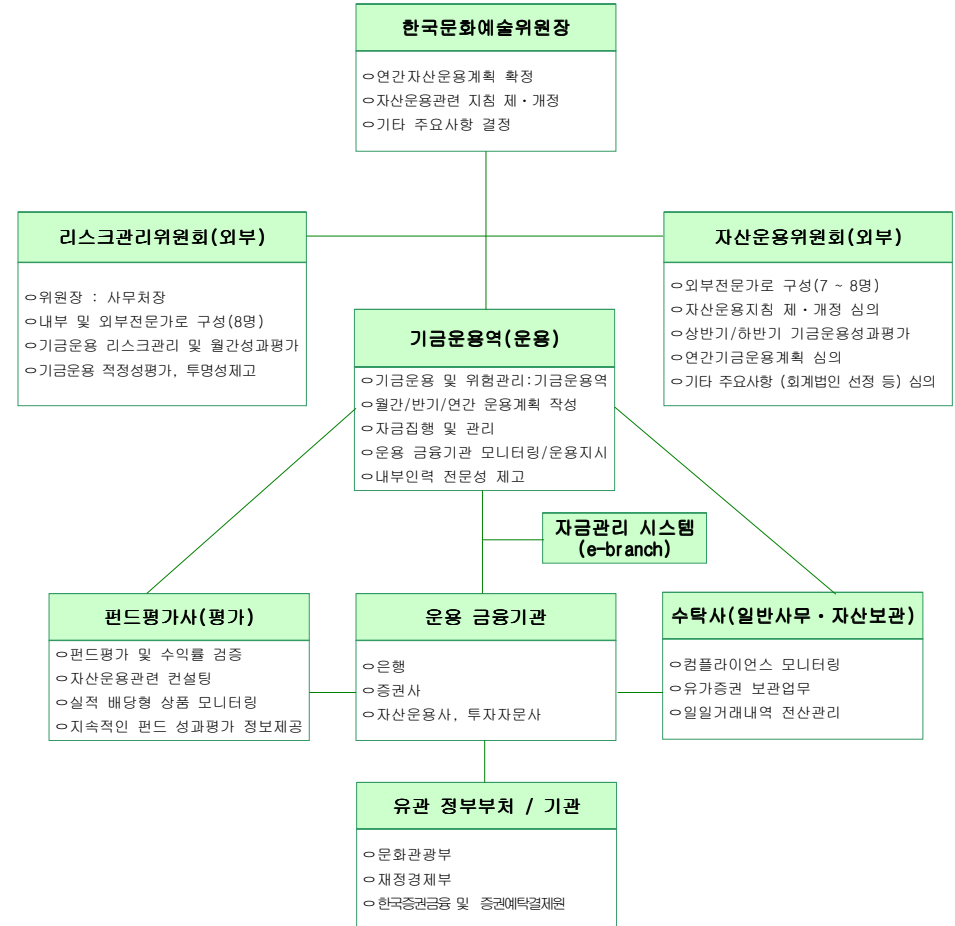 한국문화예술위원장
ㅇ연간자산운용계획 확정
ㅇ자산운용관련 지침 제·개정
ㅇ기타 주요사항 결정
리스크관리위원회(외부)
ㅇ위원장 : 사무처장
ㅇ내부 및 외부전문가로 구성(8명)
ㅇ기금운용 리스크관리 및 월간성과평가
ㅇ기금운용 적정성평가, 투명성제고
자산운용위원회(외부)
ㅇ외부전문가로 구성(7 ~ 8명)
ㅇ자산운용지침 제·개정 심의
ㅇ상반기/하반기 기금운용성과평가
ㅇ연간기금운용계획 심의
ㅇ기타 주요사항 (회계법인 선정 등) 심의
기금운용역(운용)
ㅇ기금운용 및 위험관리:기금운용역
ㅇ월간/반기/연간 운용계획 작성
ㅇ자금집행 및 관리
ㅇ운용 금융기관 모니터링/운용지시
ㅇ내부인력 전문성 제고
자금관리 시스템
(e-branch)
펀드평가사(평가)
ㅇ펀드평가 및 수익률 검증
ㅇ자산운용관련 컨설팅
ㅇ실적 배당형 상품 모니터링
ㅇ지속적인 펀드 성과평가 정보제공
운용 금융기관
ㅇ은행
ㅇ증권사
ㅇ자산운용사, 투자자문사
수탁사(일반사무·자산보관)
ㅇ컴플라이언스 모니터링
ㅇ유가증권 보관업무
ㅇ일일거래내역 전산관리
유관 정부부처 / 기관
ㅇ문화관광부
ㅇ재정경제부
ㅇ한국증권금융 및 증권예탁결제원